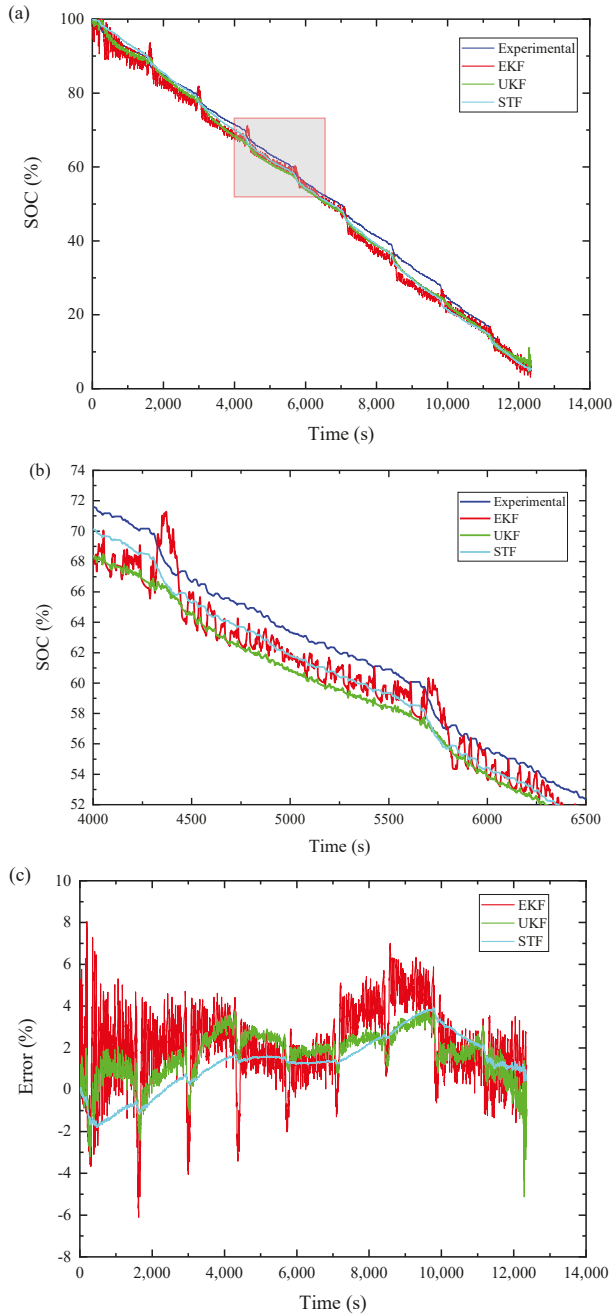 (a)
100
80
60
40
20
0
SOC (%)
Experimental
EKF
UKF
STF
0 2,000 4,000 6,000 8,000 10,000 12,000 14,000
Time (s)
(b)
74
72
70
68
66
64
62
60
58
56
54
52
SOC (%)
Experimental
EKF
UKF
STF
4000 4500 5000 5500 6000 6500
Time (s)
(c)
10
8
6
4
2
0
-2
-4
-6
-8
Error (%)
EKF
UKF
STF
0 2,000 4,000 6,000 8,000 10,000 12,000 14,000
Time (s)